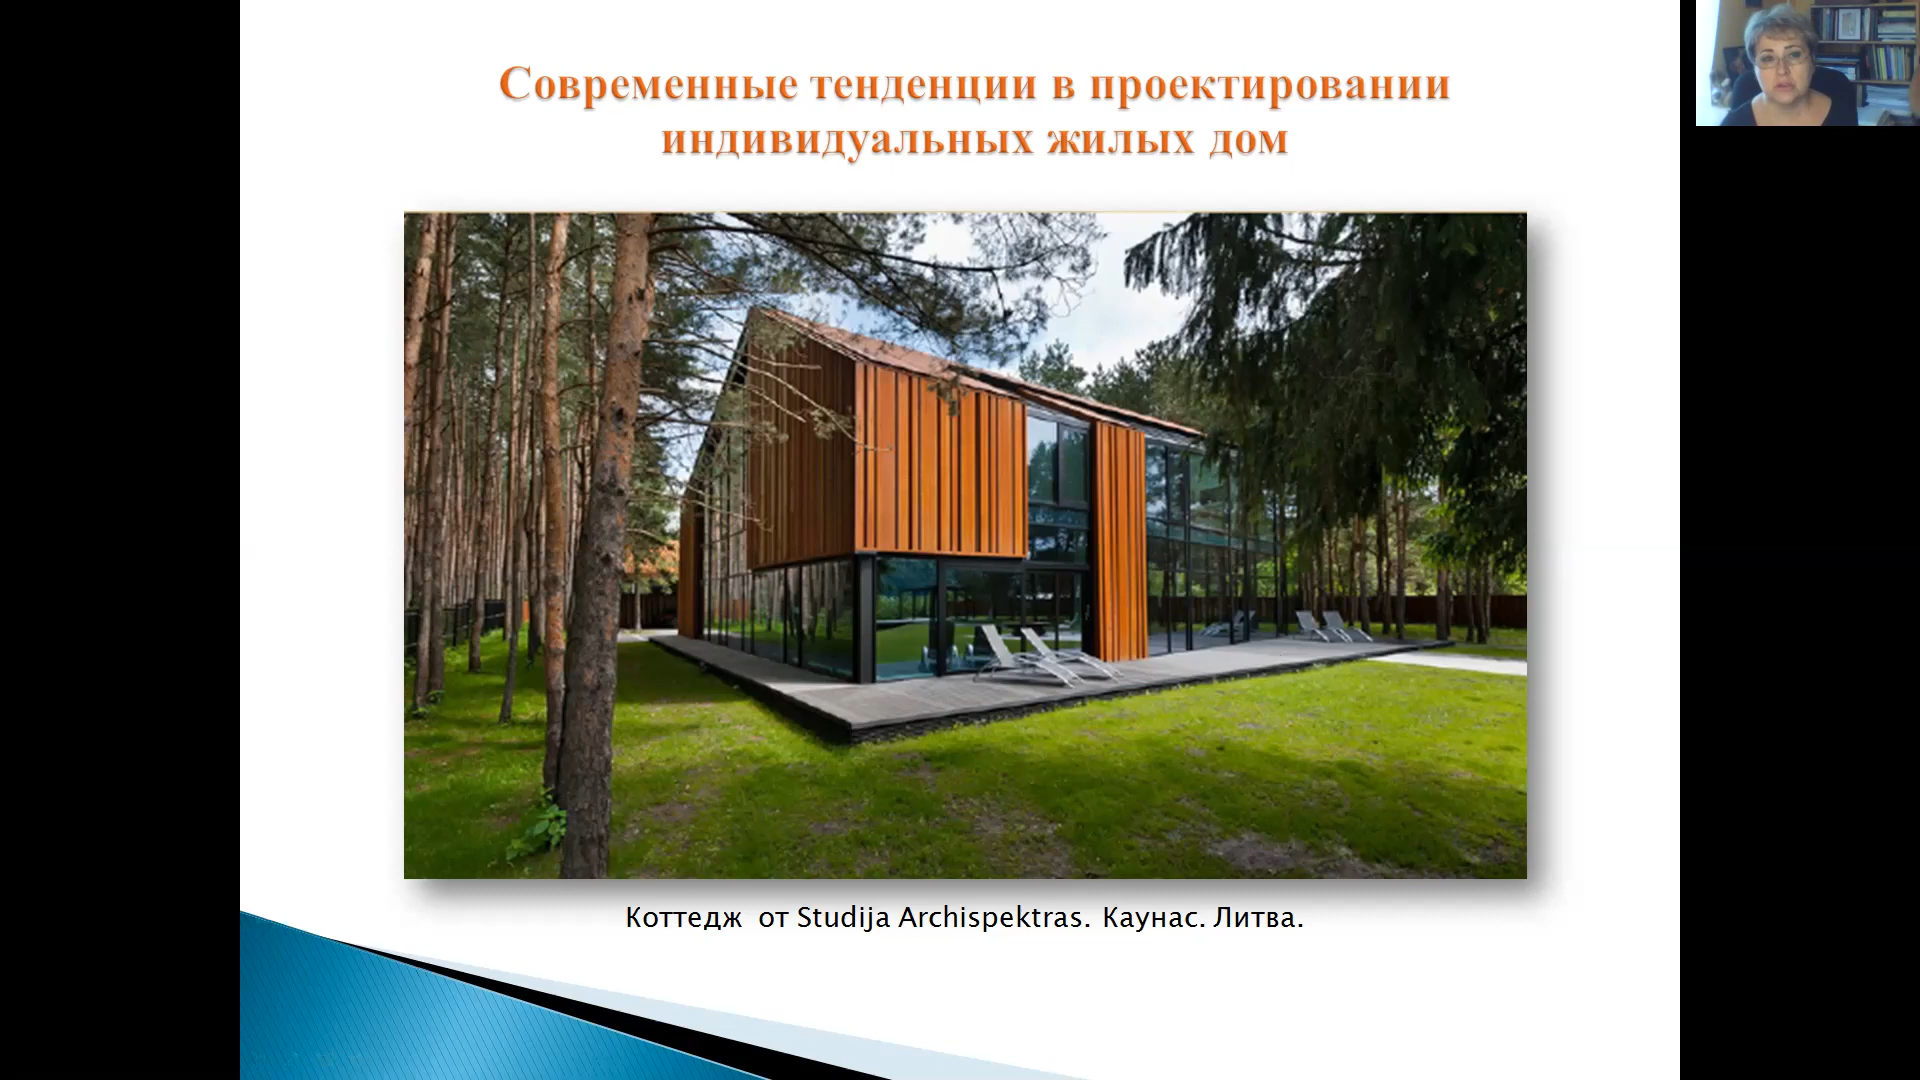 Современные тенденции в проектировании
индивидуальных жилых дом
Коттедж от Studija Archispektras. Каунас. Литва.